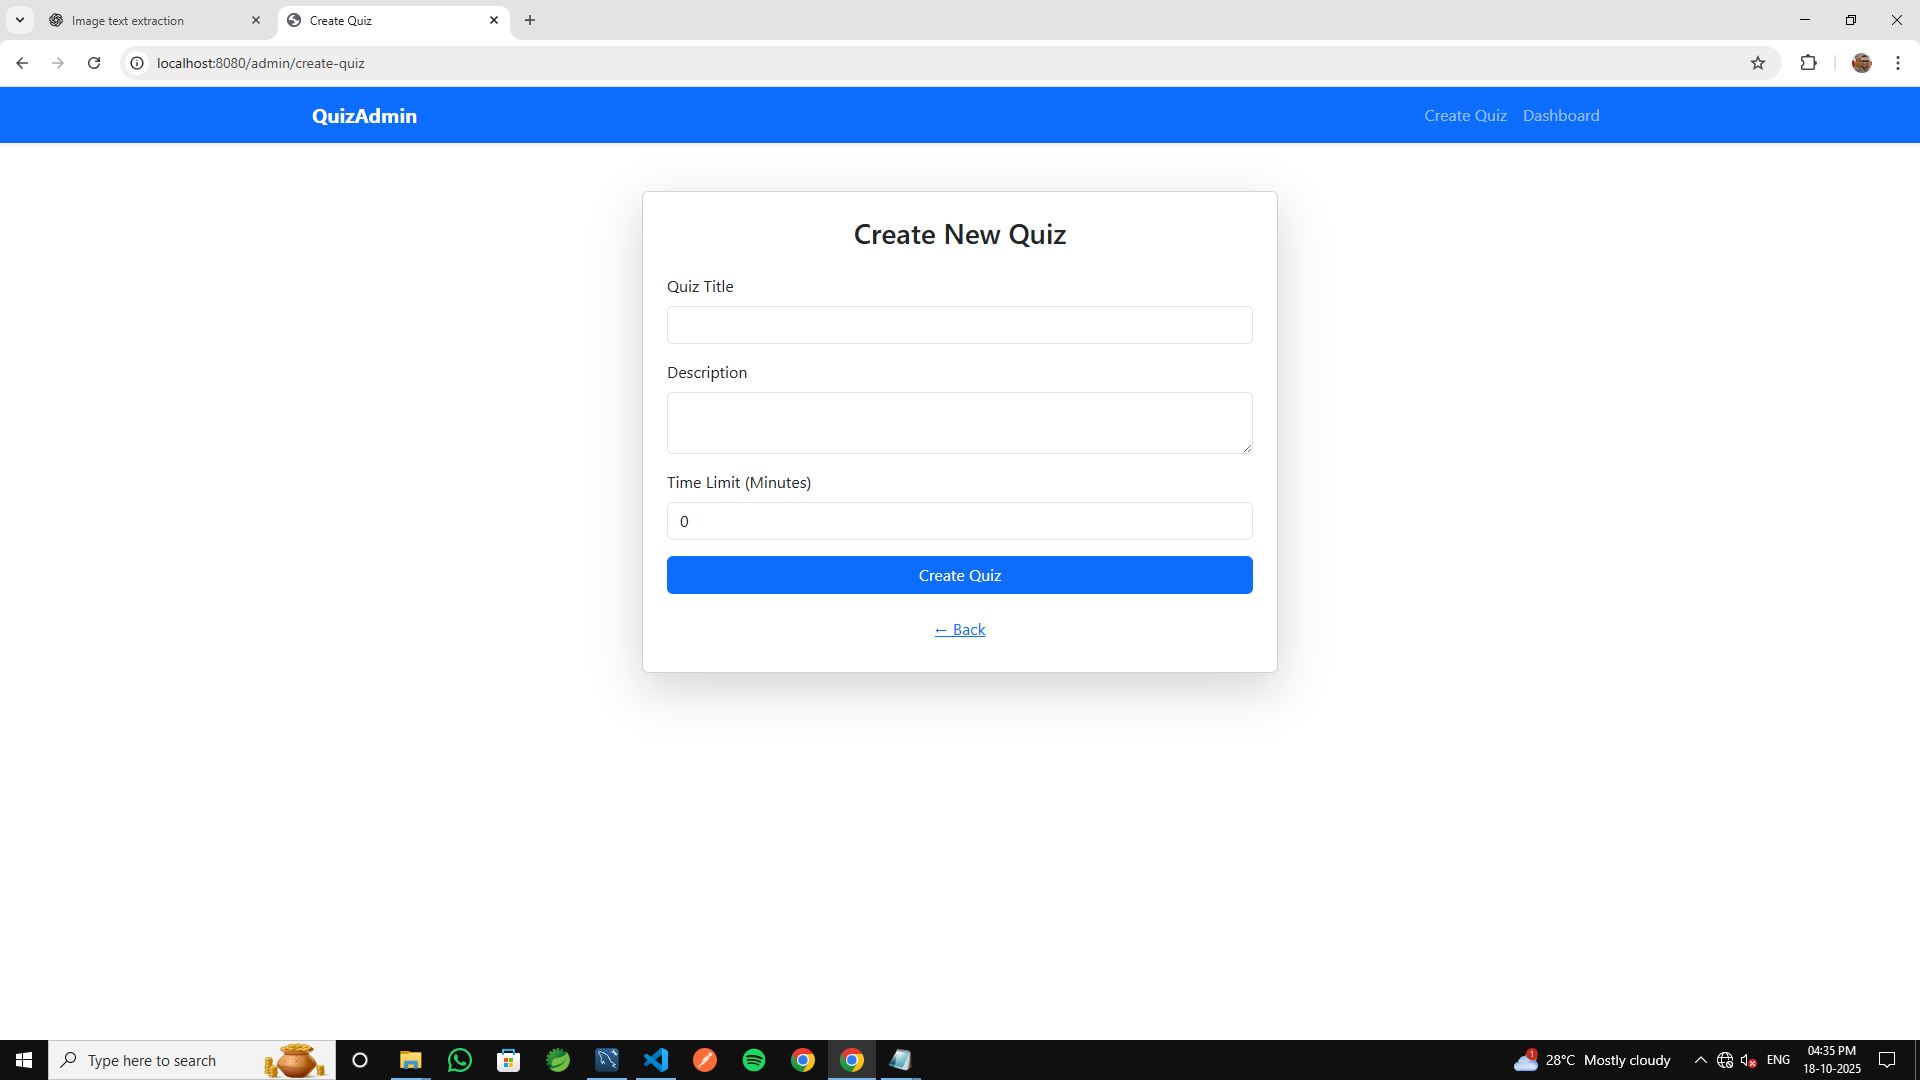 Image text extraction
Create Quiz
localhost:8080/admin/create-quiz
QuizAdmin
Create Quiz
Dashboard
Create New Quiz
Quiz Title
Description
Time Limit (Minutes)
0
Create Quiz
← Back
Type here to search
1
28°C Mostly cloudy
ENG
04:35 PM
18-10-2025